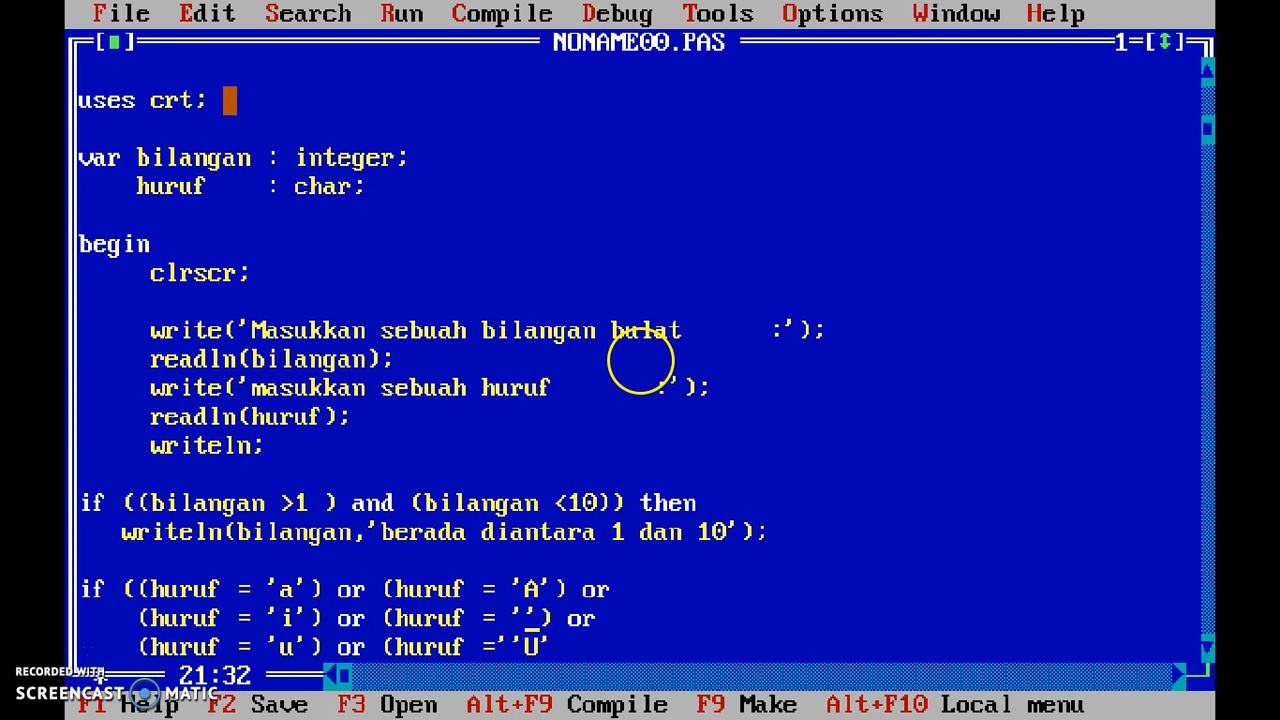 File Edit Search Run Compile Debug Tools Options Window Help
[■] NONAME00.PAS 1=[↕]
uses crt;
var bilangan : integer;
huruf : char;
begin
clrscr;
write('Masukkan sebuah bilangan bulat :');
readln(bilangan);
write('masukkan sebuah huruf :');
readln(huruf);
writeln;
if ((bilangan >1 ) and (bilangan <10)) then
writeln(bilangan,'berada diantara 1 dan 10');
if ((huruf = 'a') or (huruf = 'A') or
(huruf = 'i') or (huruf = ''_) or
(huruf = 'u') or (huruf =''U'
21:32
RECORDED WITH
SCREENCAST MATIC
F1 Help F2 Save F3 Open Alt+F9 Compile F9 Make Alt+F10 Local menu